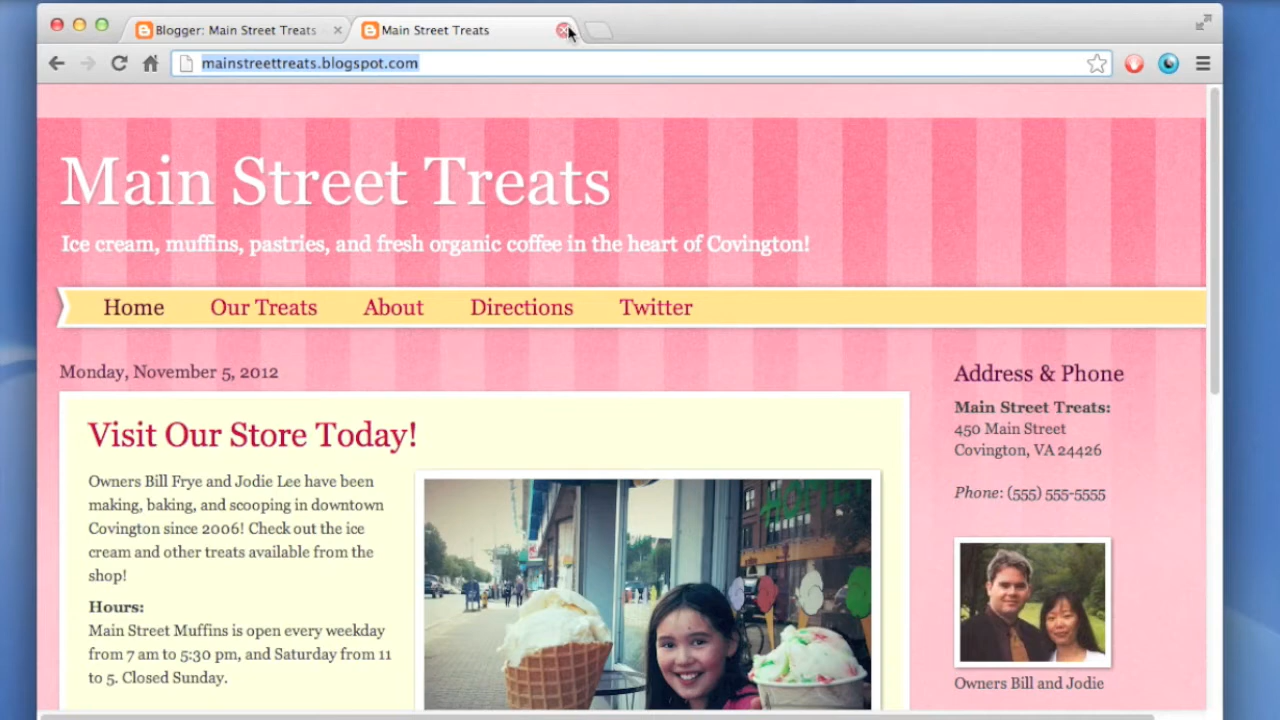 Blogger: Main Street Treats
Main Street Treats
mainstreettreats.blogspot.com
Main Street Treats
Ice cream, muffins, pastries, and fresh organic coffee in the heart of Covington!
Home Our Treats About Directions Twitter
Monday, November 5, 2012
Visit Our Store Today!
Owners Bill Frye and Jodie Lee have been
making, baking, and scooping in downtown
Covington since 2006! Check out the ice
cream and other treats available from the
shop!
Hours:
Main Street Muffins is open every weekday
from 7 am to 5:30 pm, and Saturday from 11
to 5. Closed Sunday.
Address & Phone
Main Street Treats:
450 Main Street
Covington, VA 24426
Phone: (555) 555-5555
Owners Bill and Jodie